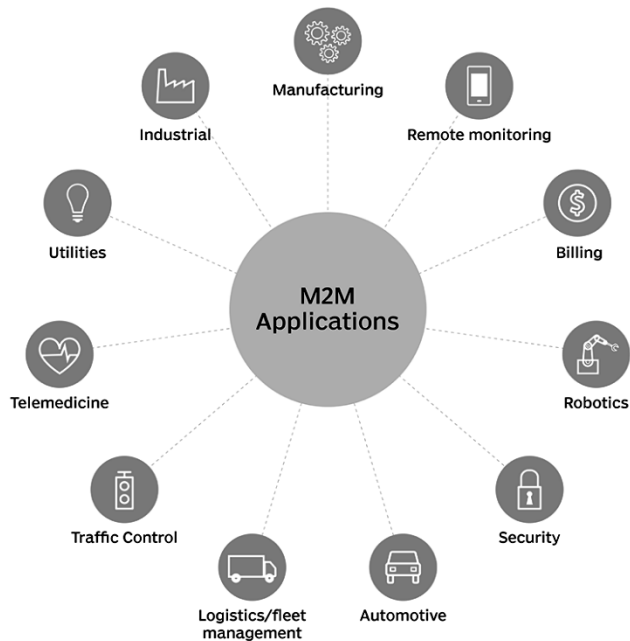 Manufacturing
Industrial
Remote monitoring
Utilities
Billing
M2M
Applications
Telemedicine
Robotics
Traffic Control
Security
Logistics/fleet
management
Automotive
$